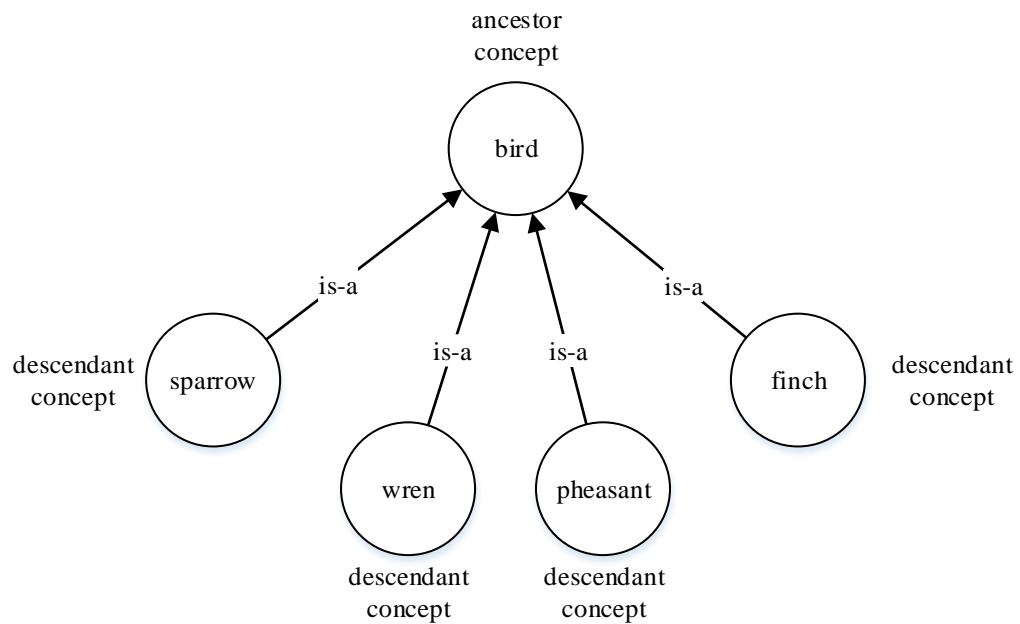 ancestor
concept
bird
is-a
is-a
is-a
is-a
descendant
concept
sparrow
finch
descendant
concept
wren
pheasant
descendant
concept
descendant
concept